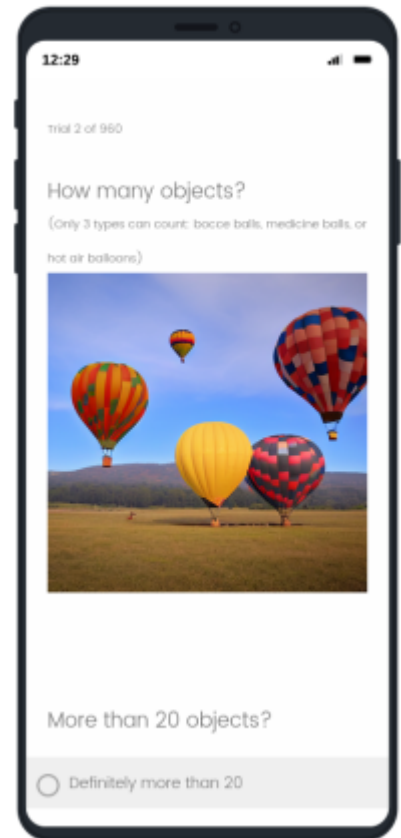 12:29
Trial 2 of 960
How many objects?
(Only 3 types can count: bocce balls, medicine balls, or
hot air balloons)
More than 20 objects?
Definitely more than 20